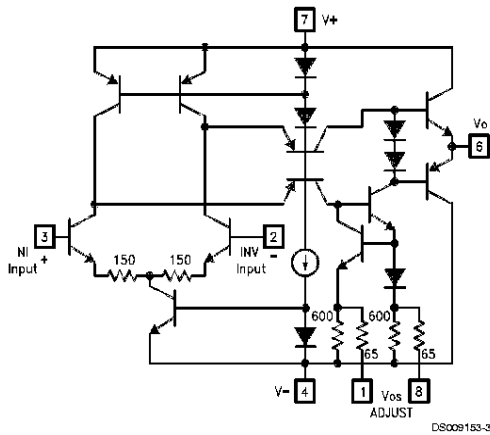 7 V+
Vo
6
3
NI
Input +
150
150
2
INV
Input -
600
600
65
65
V- 4
1
Vos
8
ADJUST
DS009153-3